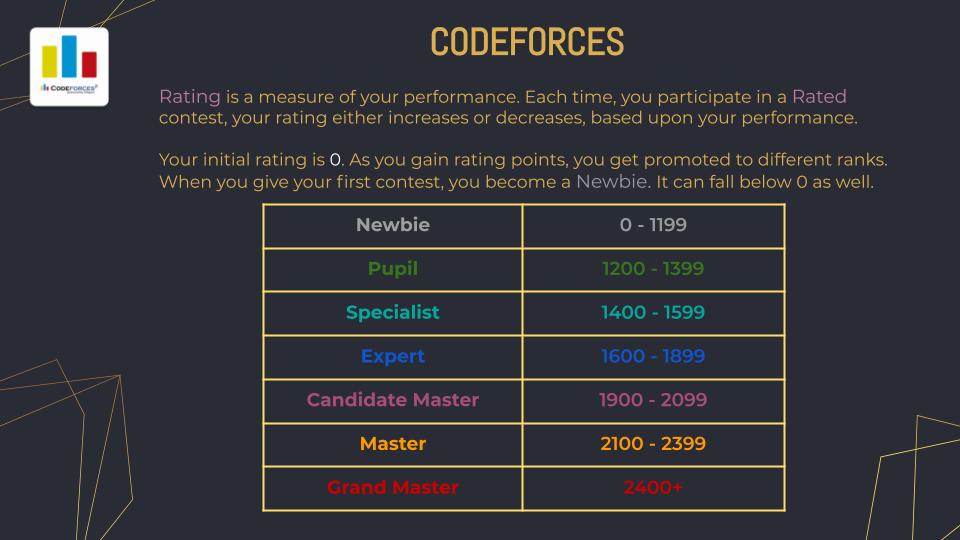 CODEFORCES
CODEFORCES
Rating is a measure of your performance. Each time, you participate in a Rated
contest, your rating either increases or decreases, based upon your performance.
Your initial rating is 0. As you gain rating points, you get promoted to different ranks.
When you give your first contest, you become a Newbie. It can fall below 0 as well.
Newbie 0 - 1199
Pupil 1200 - 1399
Specialist 1400 - 1599
Expert 1600 - 1899
Candidate Master 1900 - 2099
Master 2100 - 2399
Grand Master 2400+